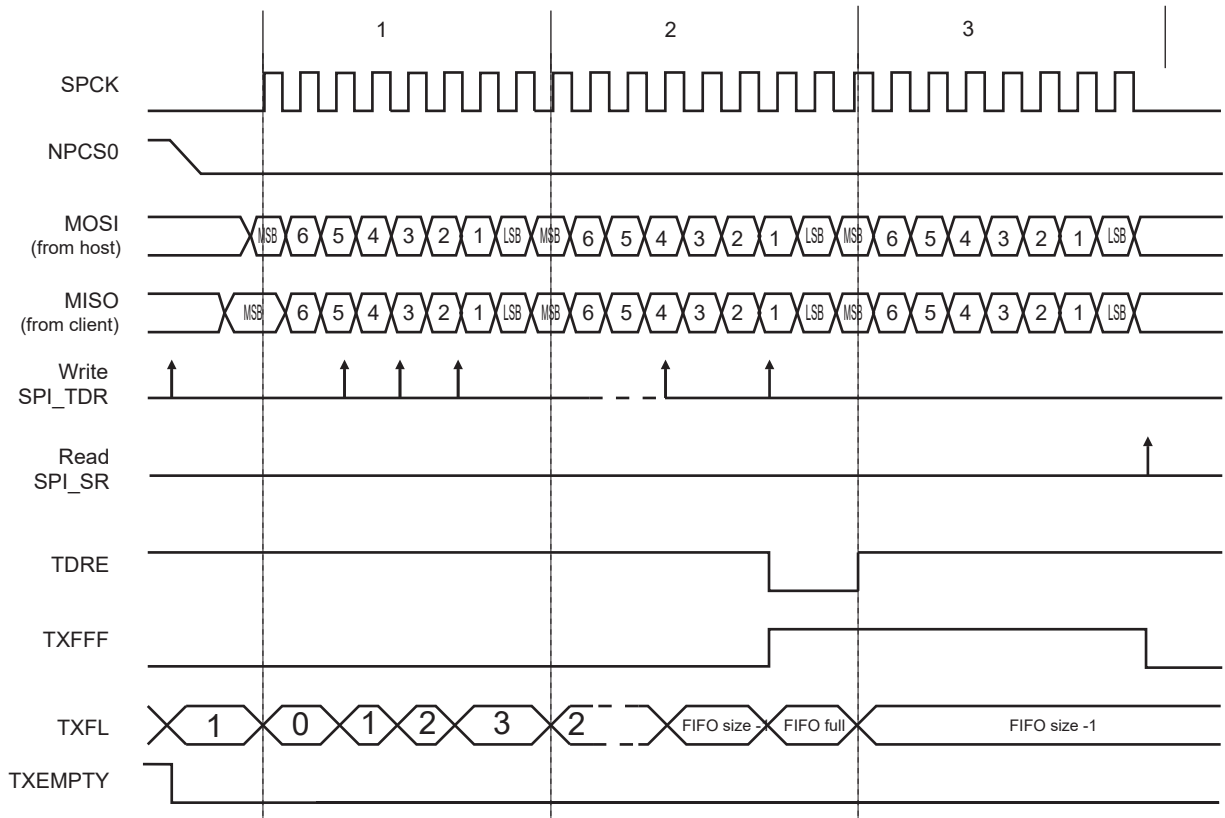 1 2 3
SPCK
NPCS0
MOSI
(from host)
MSB 6 5 4 3 2 1 LSB MSB 6 5 4 3 2 1 LSB MSB 6 5 4 3 2 1 LSB
MISO
(from client)
MSB 6 5 4 3 2 1 LSB MSB 6 5 4 3 2 1 LSB MSB 6 5 4 3 2 1 LSB
Write
SPI_TDR
Read
SPI_SR
TDRE
TXFFF
TXFL 1 0 1 2 3 2 FIFO size -1 FIFO full FIFO size -1
TXEMPTY